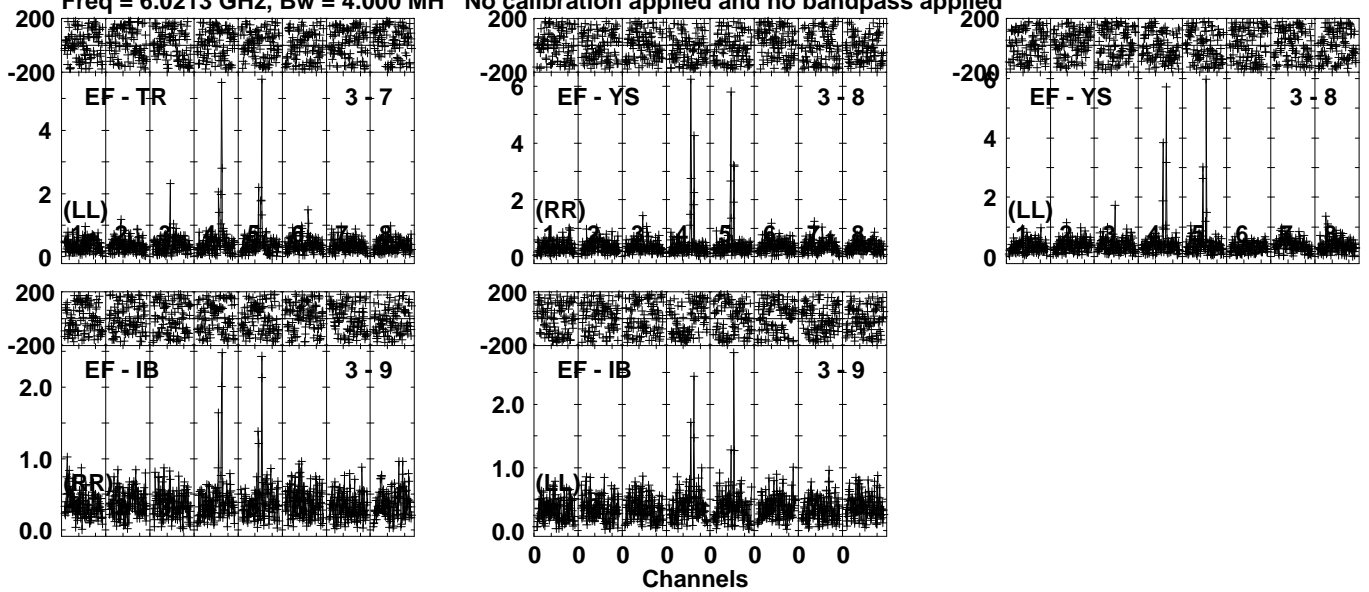 Freq = 6.0213 GHz, Bw = 4.000 MH No calibration applied and no bandpass applied
200
-200
EF - TR 3 - 7
4
2
0
(LL)
1 2 3 4 5 6 7 8
200
-200
6
EF - YS 3 - 8
4
2
0
(RR)
1 2 3 4 5 6 7 8
200
-200
6
EF - YS 3 - 8
4
2
0
(LL)
1 2 3 4 5 6 7 8
200
-200
EF - IB 3 - 9
2.0
1.0
0.0
(RR)
200
-200
EF - IB 3 - 9
2.0
1.0
0.0
(LL)
0 0 0 0 0 0 0 0
Channels